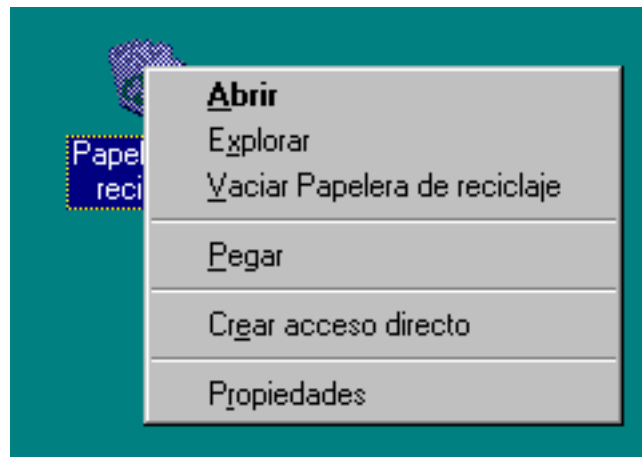 Papel
reci
Abrir
Explorar
Vaciar Papelera de reciclaje
Pegar
Crear acceso directo
Propiedades